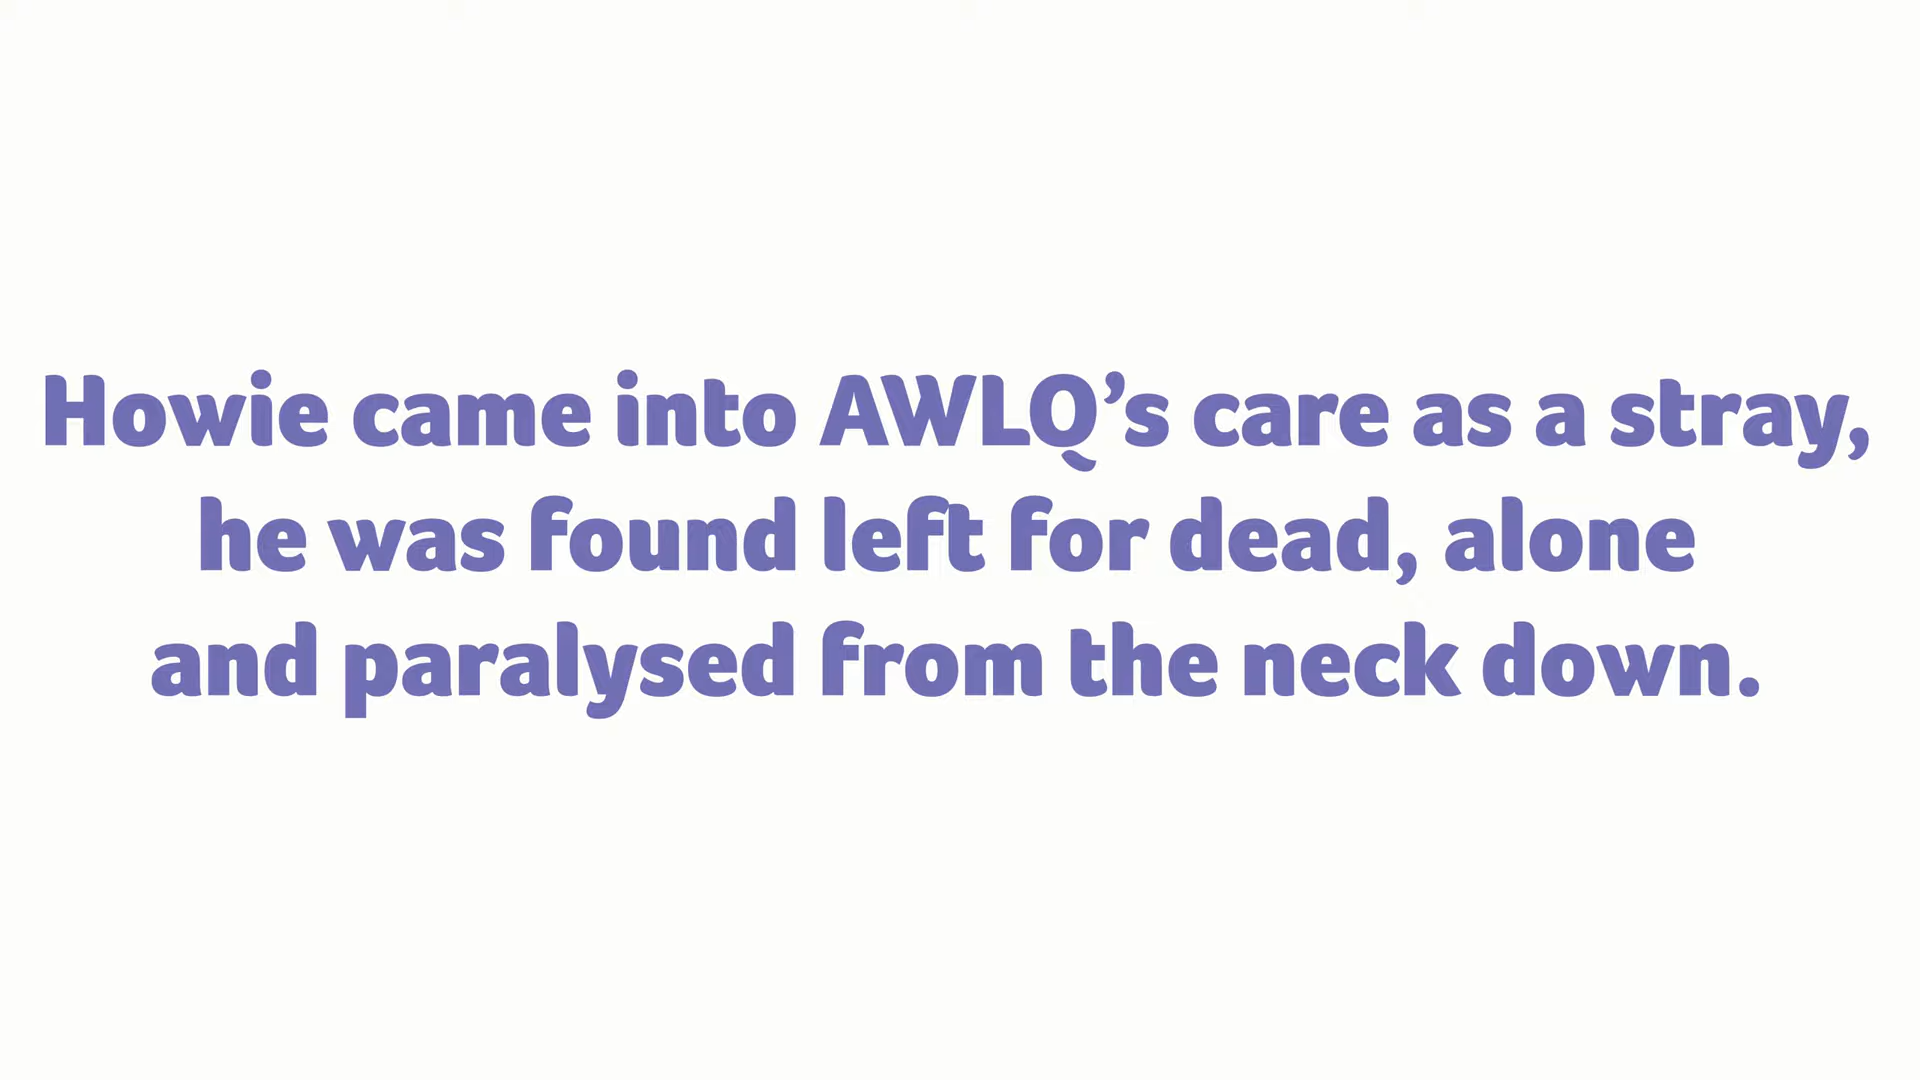 Howie came into AWLQ’s care as a stray,
he was found left for dead, alone
and paralysed from the neck down.